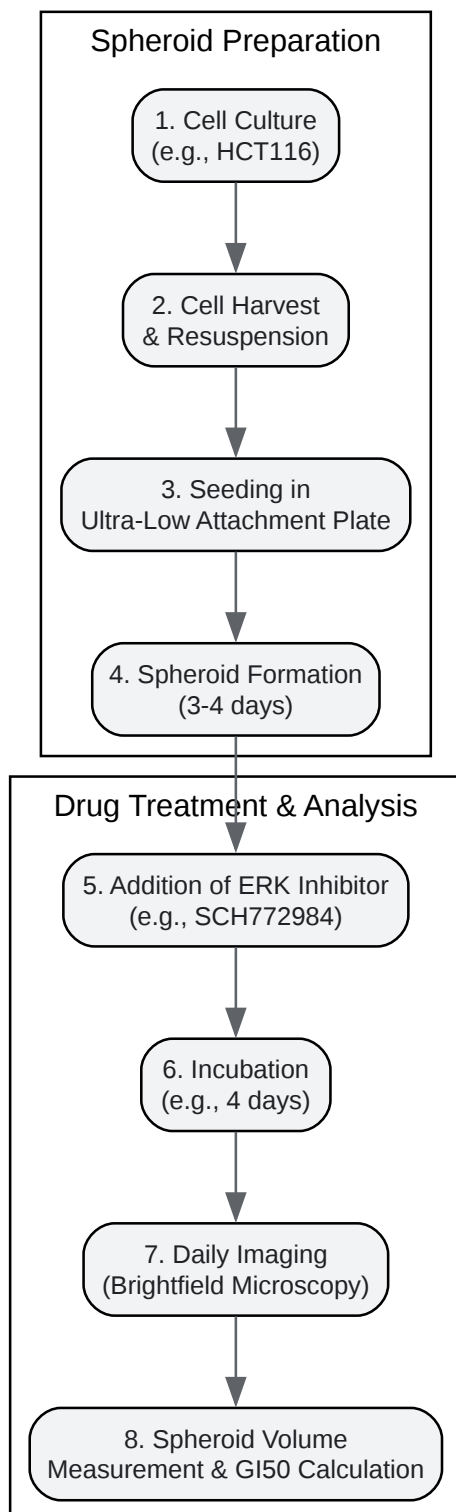 Spheroid Preparation
1. Cell Culture
(e.g., HCT116)
2. Cell Harvest
& Resuspension
3. Seeding in
Ultra-Low Attachment Plate
4. Spheroid Formation
(3-4 days)
Drug Treatment & Analysis
5. Addition of ERK Inhibitor
(e.g., SCH772984)
6. Incubation
(e.g., 4 days)
7. Daily Imaging
(Brightfield Microscopy)
8. Spheroid Volume
Measurement & GI50 Calculation